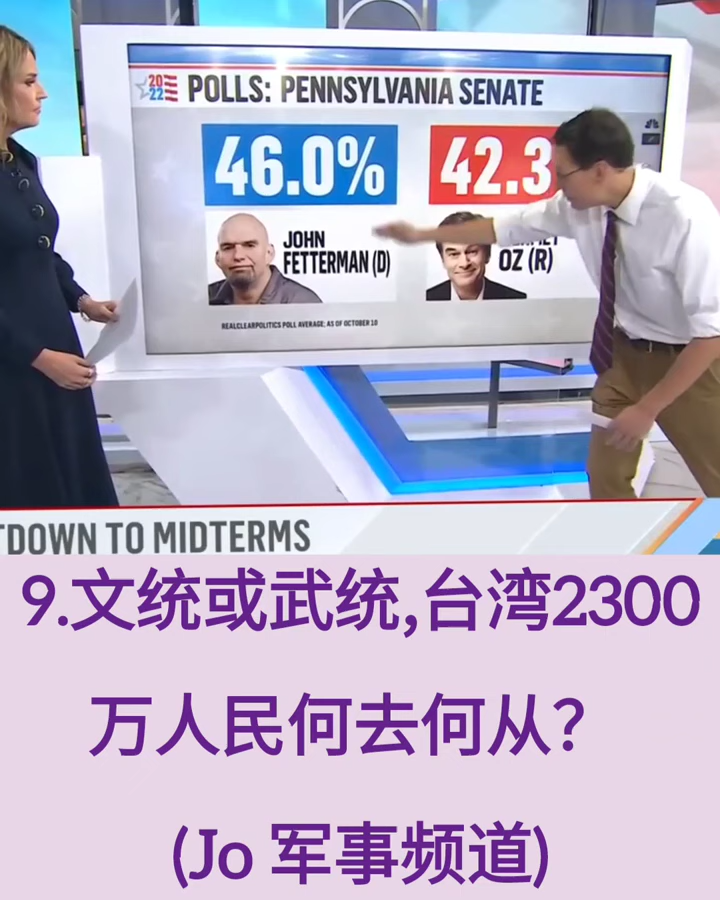 2022
POLLS: PENNSYLVANIA SENATE
46.0%
42.3
JOHN
FETTERMAN (D)
OZ (R)
REALCLEARPOLITICS POLL AVERAGE; AS OF OCTOBER 10
TDOWN TO MIDTERMS
9.文统或武统,台湾2300
万人民何去何从?
(Jo 军事频道)